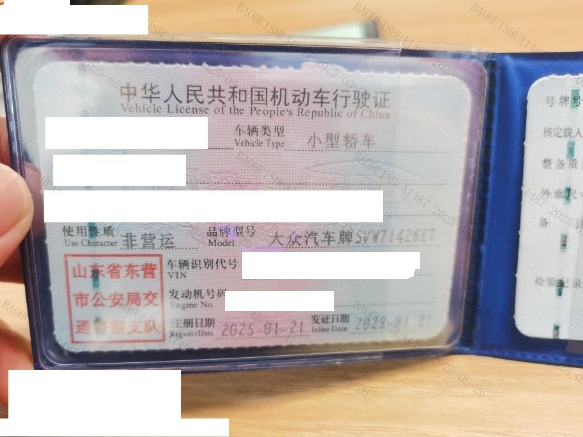 中华人民共和国机动车行驶证
Vehicle License of the People's Republic of China
车辆类型
Vehicle Type
小型轿车
使用性质
Use Character
非营运
品牌型号
Model
大众汽车牌SVW71426ET
山东省东营
市公安局交
通警察支队
车辆识别代号
VIN
发动机号码
Engine No.
注册日期
Register Date
2025-01-21
发证日期
Issue Date
号牌号
核定载人
整备质
外廓尺
备
检验记录